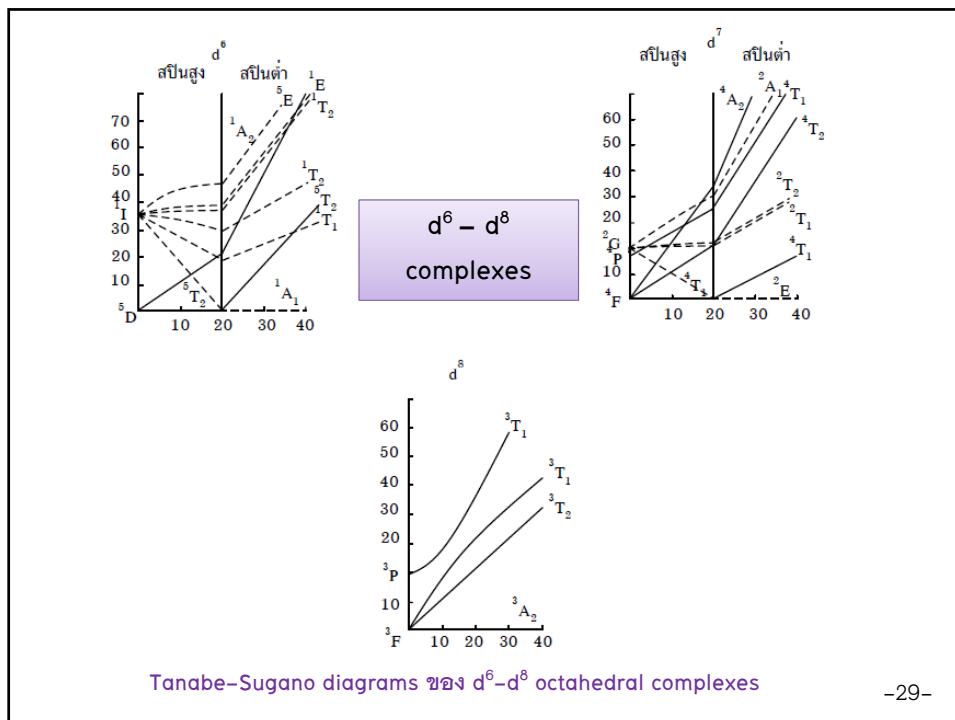 d⁶
สปินสูง สปินต่ำ
⁵E ¹E
¹T₂
¹A₂
70
60
50
¹T₂
40
⁵T₂
¹I
¹T₁
30
20
10
⁵T₂ ¹A₁
⁵D
10 20 30 40
d⁷
สปินสูง สปินต่ำ
⁴A₂ ²A₁ ⁴T₁
⁴T₂
60
40
30
²T₂
20
²T₁
²G
⁴P
⁴T₁
10
⁴T₁ ²E
⁴F
10 20 30 40
d⁶ – d⁸
complexes
d⁸
60
³T₁
50
40
³T₁
30
³T₂
20
³P
10
³A₂
³F 10 20 30 40
Tanabe–Sugano diagrams ของ d⁶–d⁸ octahedral complexes
-29-